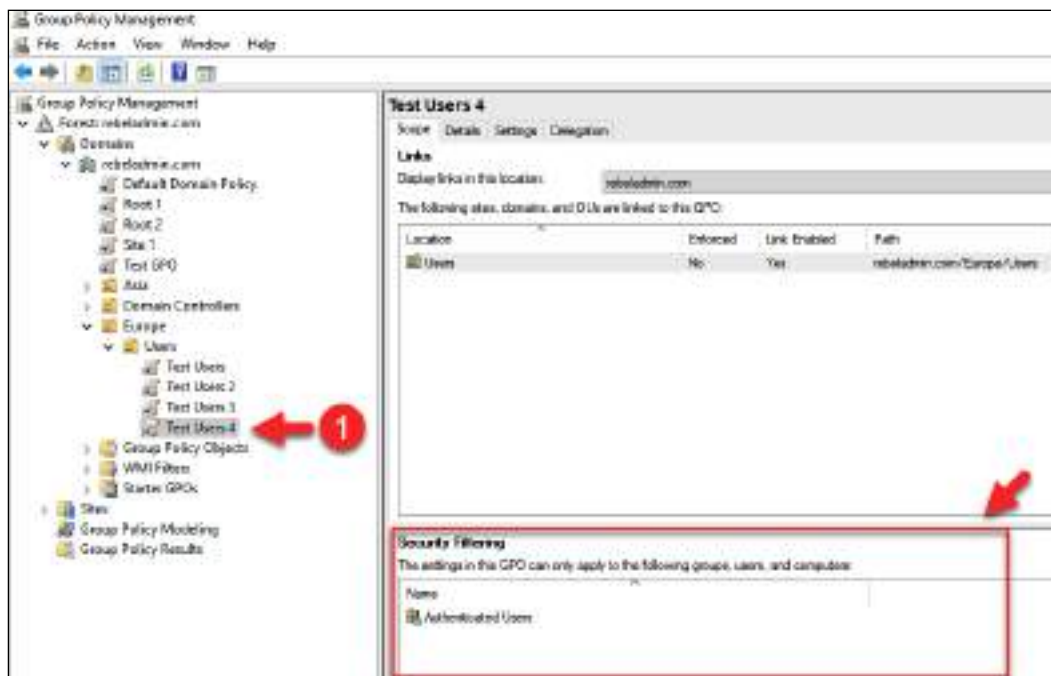 Group Policy Management
File Action View Window Help
Group Policy Management
Forest: rebeladmin.com
Domains
rebeladmin.com
Default Domain Policy
Root 1
Root 2
Site 1
Test GPO
Asia
Domain Controllers
Europe
Users
Test Users
Test Users 2
Test Users 3
Test Users 4
Group Policy Objects
WMI Filters
Starter GPOs
Sites
Group Policy Modeling
Group Policy Results
1
Test Users 4
Scope Details Settings Delegation
Links
Display links in this location: rebeladmin.com
The following sites, domains, and OUs are linked to this GPO:
Location Enforced Link Enabled Path
Users No Yes rebeladmin.com/Europe/Users
Security Filtering
The settings in this GPO can only apply to the following groups, users, and computers:
Name
Authenticated Users